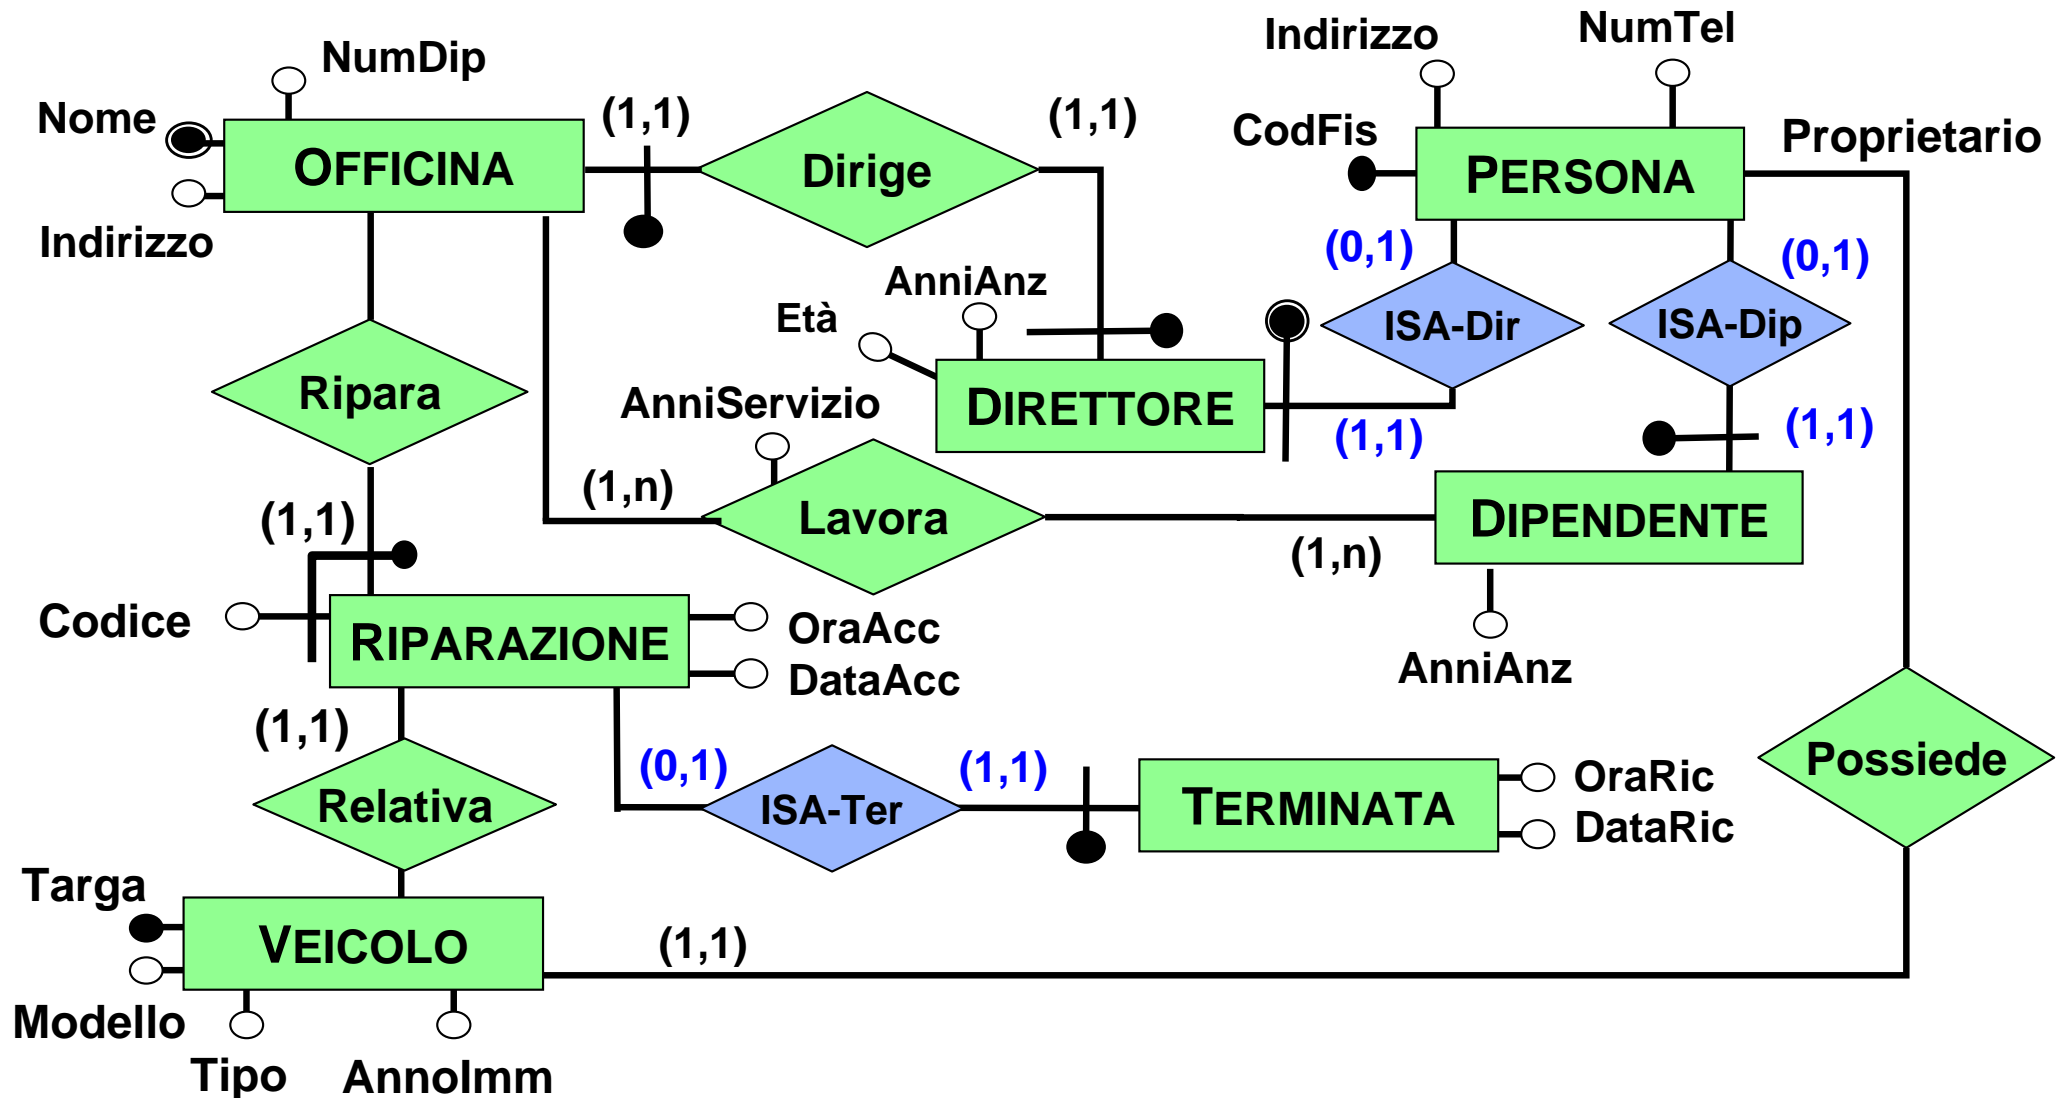 Indirizzo
NumTel
NumDip
Nome
(1,1)
(1,1)
CodFis
Proprietario
OFFICINA
Dirige
PERSONA
Indirizzo
(0,1)
(0,1)
AnniAnz
Età
ISA-Dir
ISA-Dip
Ripara
AnniServizio
DIRETTORE
(1,1)
(1,1)
(1,n)
Lavora
DIPENDENTE
(1,1)
(1,n)
Codice
RIPARAZIONE
OraAcc
DataAcc
AnniAnz
(1,1)
(0,1)
(1,1)
Relativa
ISA-Ter
TERMINATA
OraRic
DataRic
Possiede
Targa
VEICOLO
(1,1)
Modello
Tipo
AnnoImm